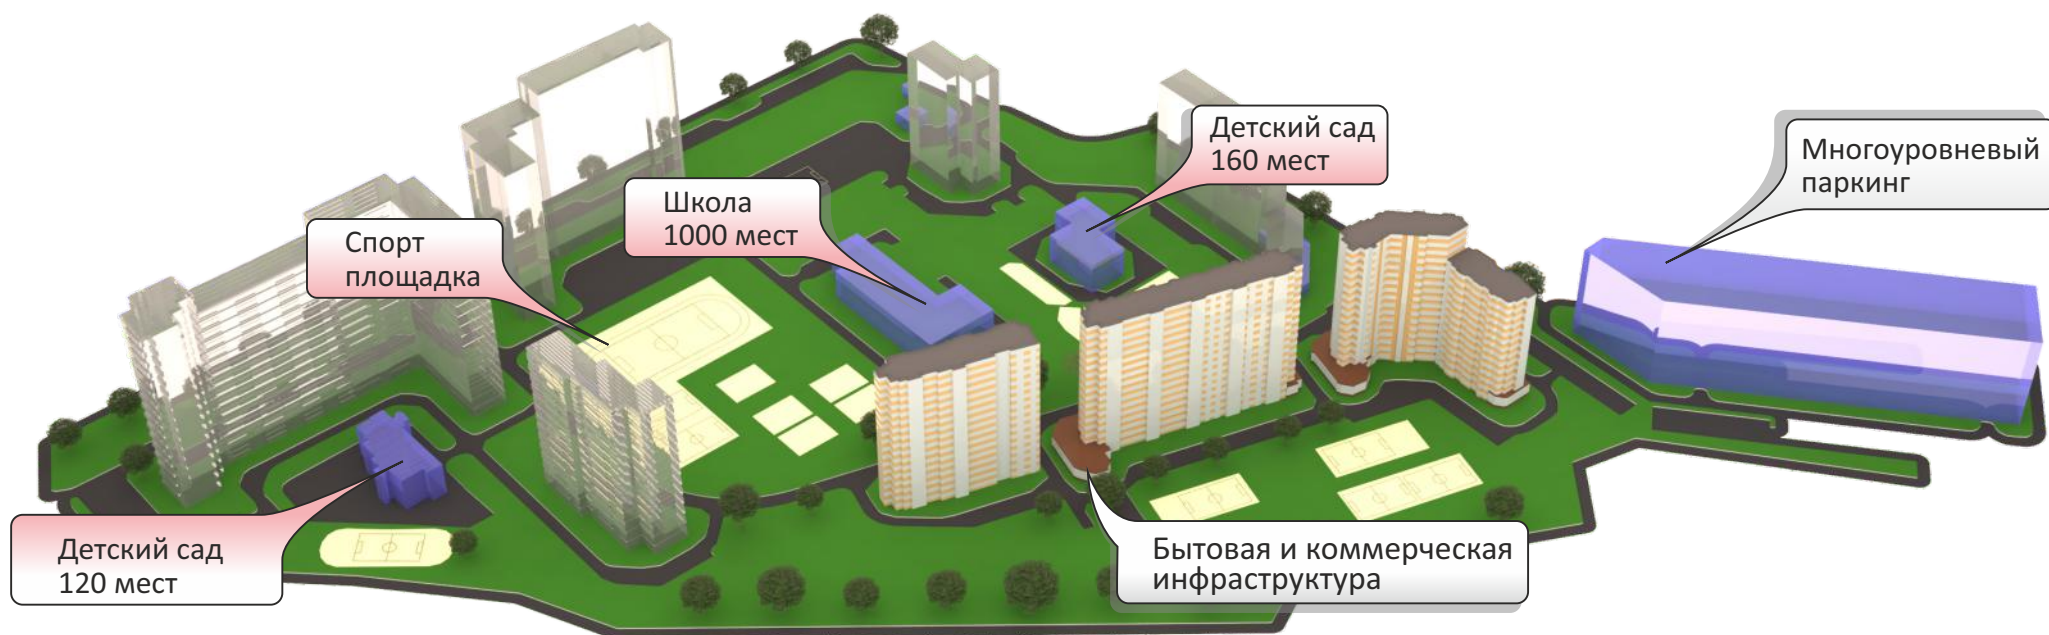 Детский сад
160 мест
Многоуровневый
паркинг
Школа
1000 мест
Спорт
площадка
Детский сад
120 мест
Бытовая и коммерческая
инфраструктура